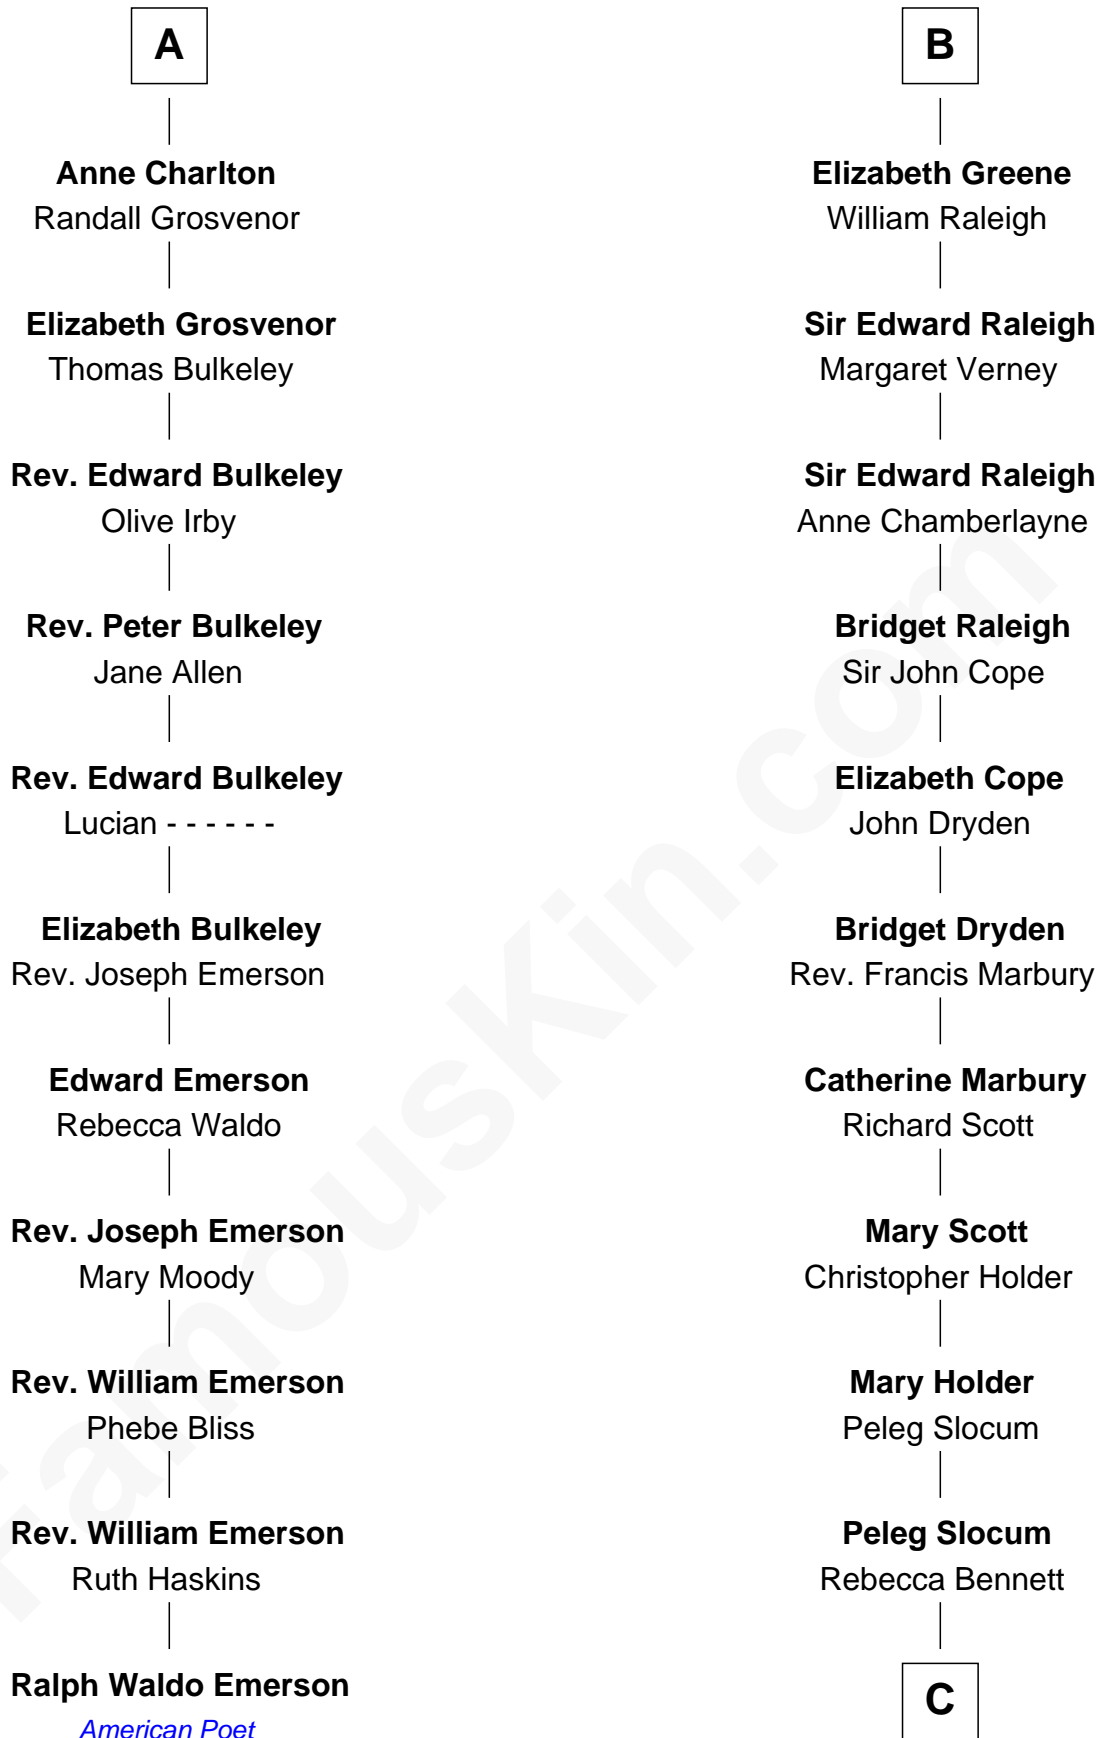 A
Anne Charlton
Randall Grosvenor
Elizabeth Grosvenor
Thomas Bulkeley
Rev. Edward Bulkeley
Olive Irby
Rev. Peter Bulkeley
Jane Allen
Rev. Edward Bulkeley
Lucian - - - - - -
Elizabeth Bulkeley
Rev. Joseph Emerson
Edward Emerson
Rebecca Waldo
Rev. Joseph Emerson
Mary Moody
Rev. William Emerson
Phebe Bliss
Rev. William Emerson
Ruth Haskins
Ralph Waldo Emerson
American Poet
B
Elizabeth Greene
William Raleigh
Sir Edward Raleigh
Margaret Verney
Sir Edward Raleigh
Anne Chamberlayne
Bridget Raleigh
Sir John Cope
Elizabeth Cope
John Dryden
Bridget Dryden
Rev. Francis Marbury
Catherine Marbury
Richard Scott
Mary Scott
Christopher Holder
Mary Holder
Peleg Slocum
Peleg Slocum
Rebecca Bennett
C
FamousKin.com